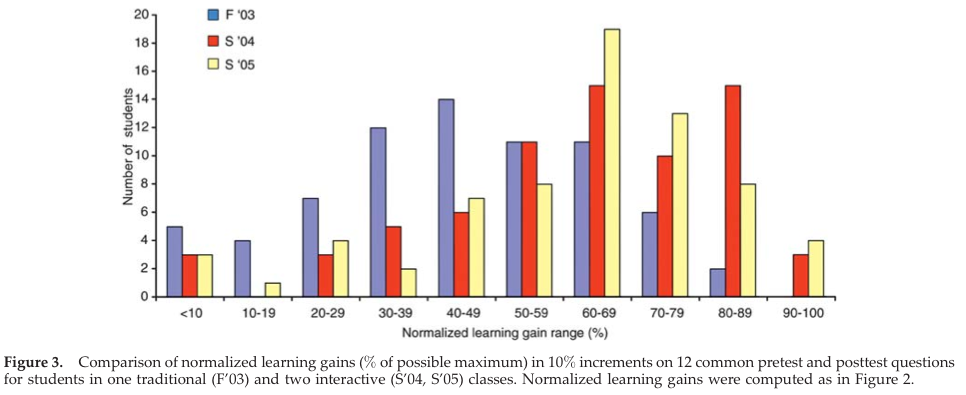 20
18
16
14
12
10
8
6
4
2
0
Number of students
F '03
S '04
S '05
<10 10-19 20-29 30-39 40-49 50-59 60-69 70-79 80-89 90-100
Normalized learning gain range (%)
Figure 3. Comparison of normalized learning gains (% of possible maximum) in 10% increments on 12 common pretest and posttest questions
for students in one traditional (F’03) and two interactive (S’04, S’05) classes. Normalized learning gains were computed as in Figure 2.